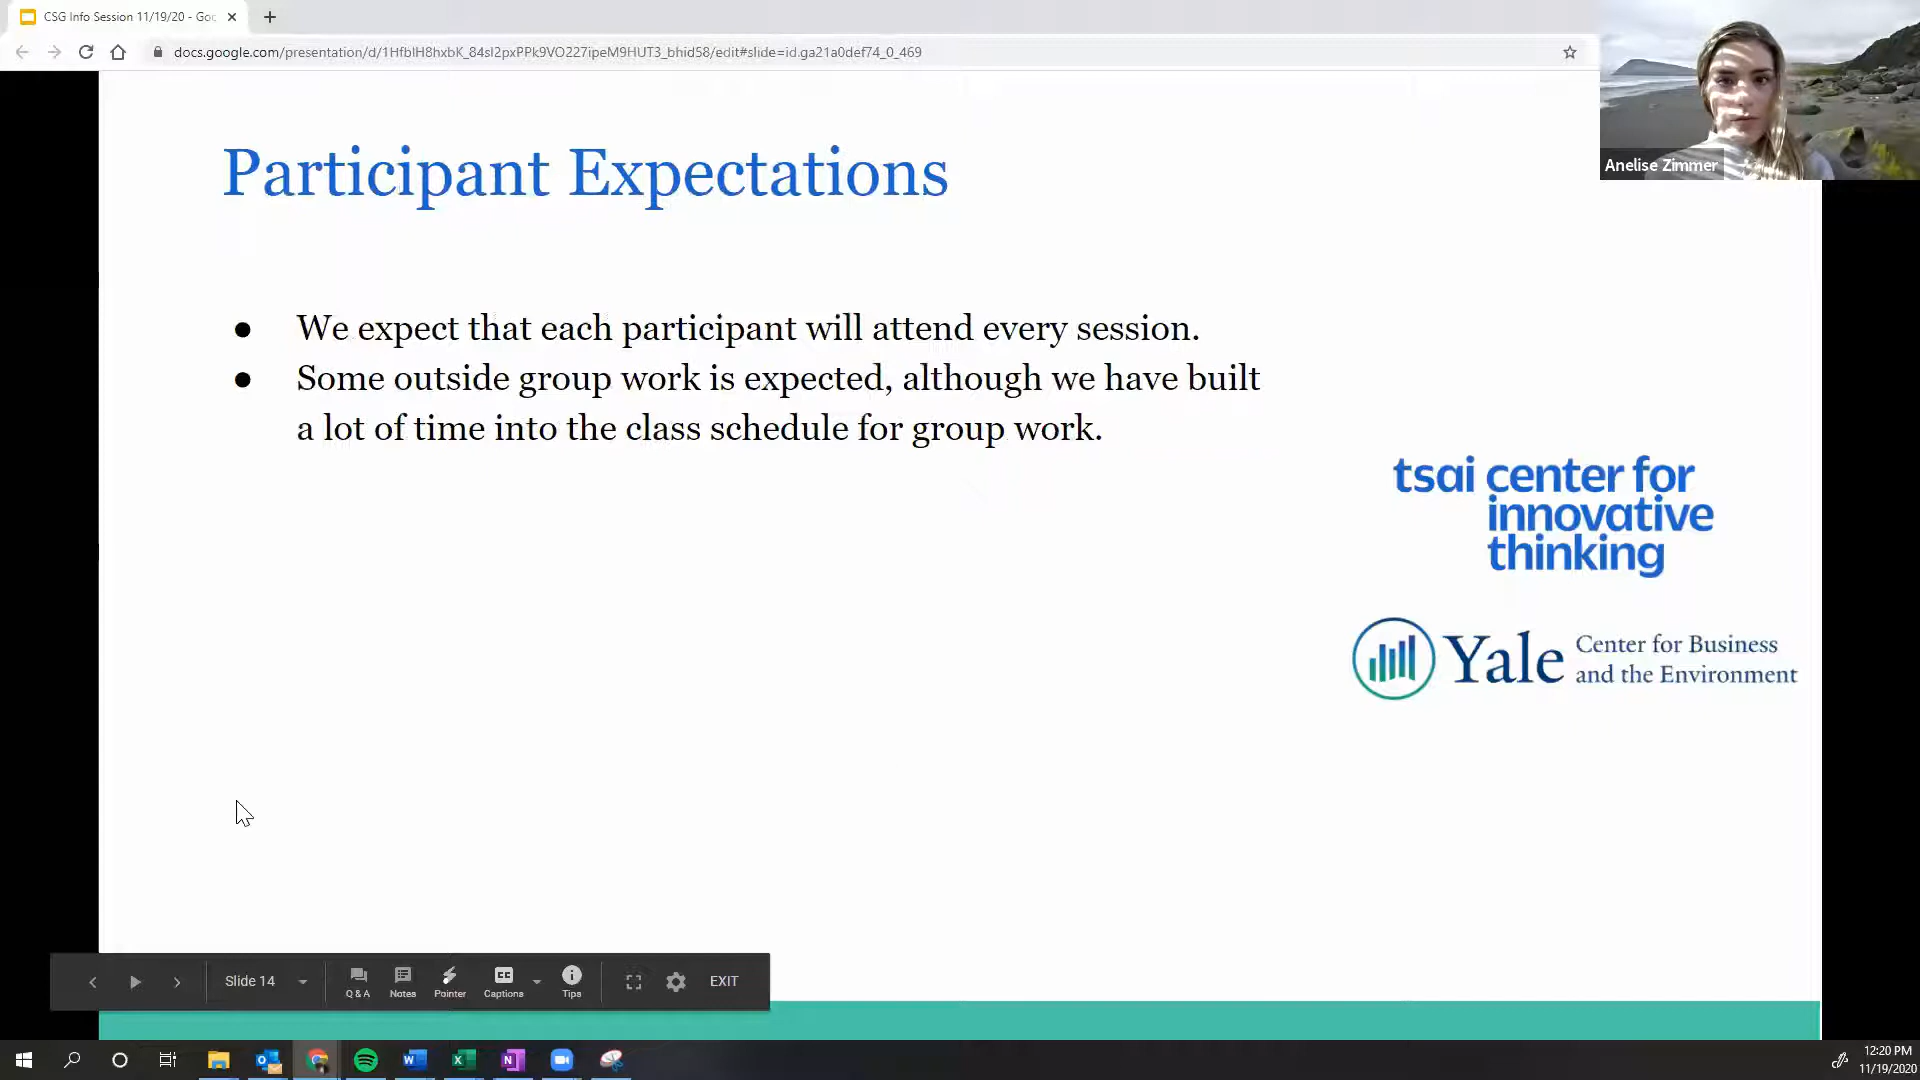 CSG Info Session 11/19/20 - Goo
docs.google.com/presentation/d/1HfblH8hxbK_84sI2pxPPk9VO227ipeM9HUT3_bhid58/edit#slide=id.ga21a0def74_0_469
Anelise Zimmer
Participant Expectations
● We expect that each participant will attend every session.
● Some outside group work is expected, although we have built
a lot of time into the class schedule for group work.
tsai center for
innovative
thinking
Yale Center for Business
and the Environment
Slide 14
Q & A
Notes
Pointer
CC
Captions
Tips
EXIT
12:20 PM
11/19/2020